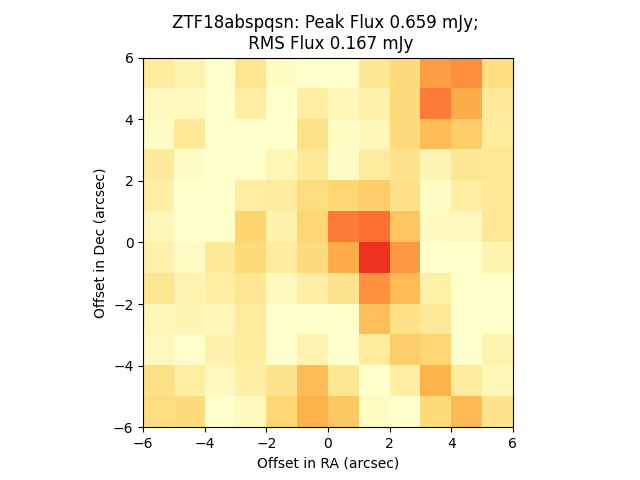 ZTF18abspqsn: Peak Flux 0.659 mJy;
RMS Flux 0.167 mJy
6
4
2
0
−2
−4
−6
Offset in Dec (arcsec)
−6 −4 −2 0 2 4 6
Offset in RA (arcsec)